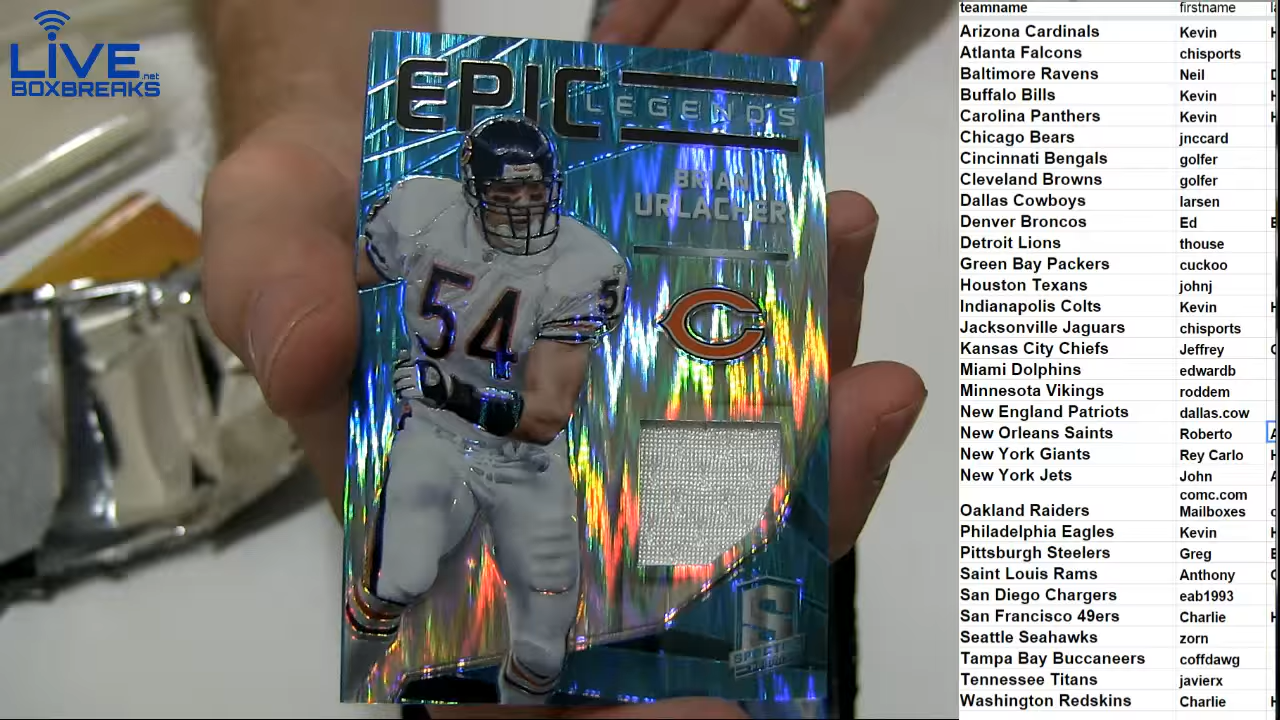 LIVE
BOXBREAKS.net
EPIC
LEGENDS
BRIAN
URLACHER
54
5
S
teamname firstname
Arizona Cardinals Kevin
Atlanta Falcons chisports
Baltimore Ravens Neil
Buffalo Bills Kevin
Carolina Panthers Kevin
Chicago Bears jnccard
Cincinnati Bengals golfer
Cleveland Browns golfer
Dallas Cowboys larsen
Denver Broncos Ed
Detroit Lions thouse
Green Bay Packers cuckoo
Houston Texans johnj
Indianapolis Colts Kevin
Jacksonville Jaguars chisports
Kansas City Chiefs Jeffrey
Miami Dolphins edwardb
Minnesota Vikings roddem
New England Patriots dallas.cow
New Orleans Saints Roberto
New York Giants Rey Carlo
New York Jets John
comc.com
Oakland Raiders Mailboxes
Philadelphia Eagles Kevin
Pittsburgh Steelers Greg
Saint Louis Rams Anthony
San Diego Chargers eab1993
San Francisco 49ers Charlie
Seattle Seahawks zorn
Tampa Bay Buccaneers coffdawg
Tennessee Titans javierx
Washington Redskins Charlie